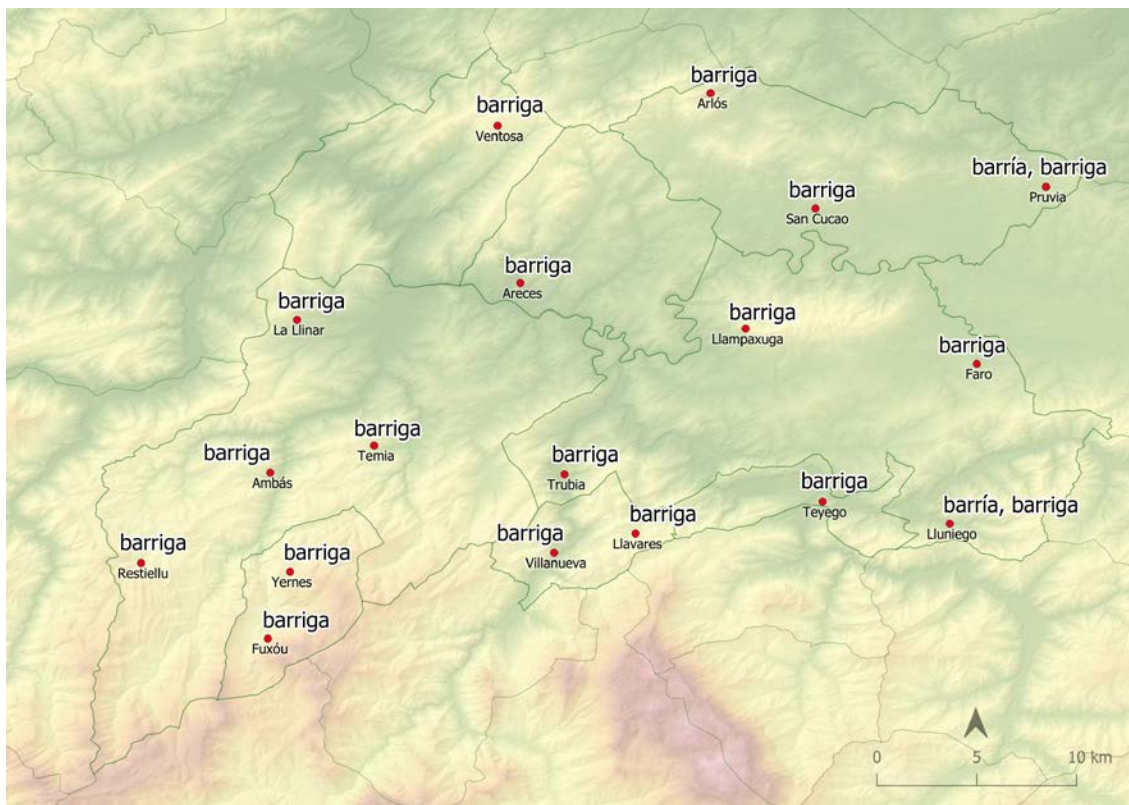 barriga
Arlós
barriga
Ventosa
barría, barriga
Pruvia
barriga
San Cucao
barriga
Areces
barriga
La Llinar
barriga
Llampaxuga
barriga
Faro
barriga
Temia
barriga
Ambás
barriga
Trubia
barriga
Teyego
barría, barriga
Lluniego
barriga
Llavares
barriga
Villanueva
barriga
Restiellu
barriga
Yernes
barriga
Fuxóu
0 5 10 km